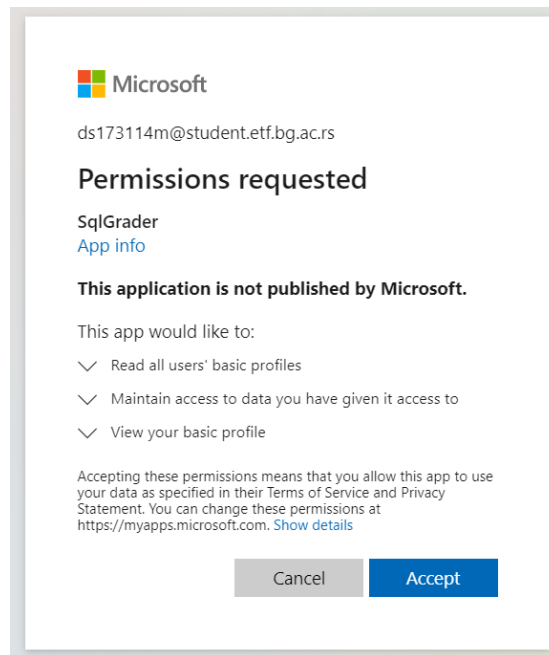 Microsoft
ds173114m@student.etf.bg.ac.rs
Permissions requested
SqlGrader
App info
This application is not published by Microsoft.
This app would like to:
Read all users' basic profiles
Maintain access to data you have given it access to
View your basic profile
Accepting these permissions means that you allow this app to use
your data as specified in their Terms of Service and Privacy
Statement. You can change these permissions at
https://myapps.microsoft.com. Show details
Cancel Accept